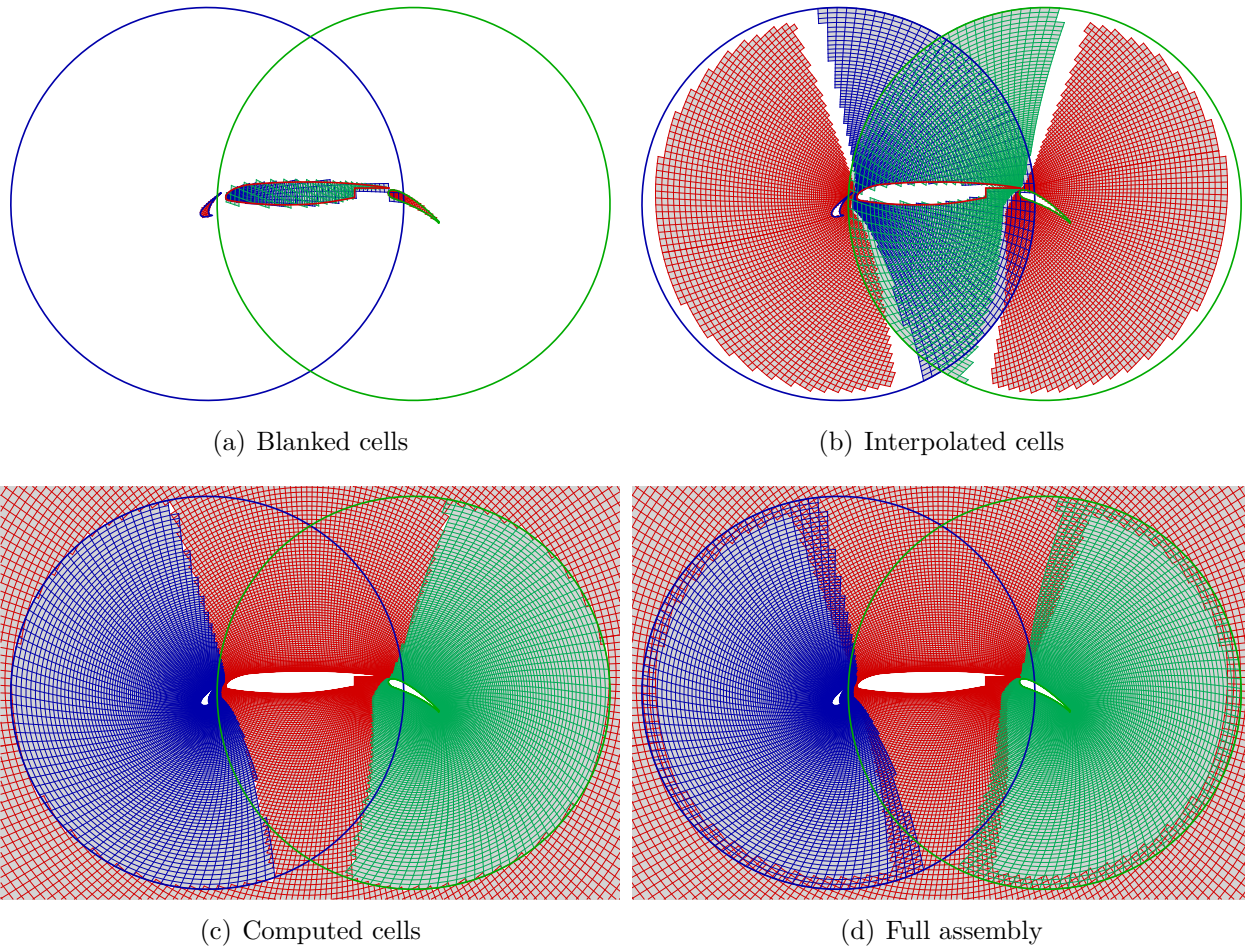 (a) Blanked cells
(b) Interpolated cells
(c) Computed cells
(d) Full assembly